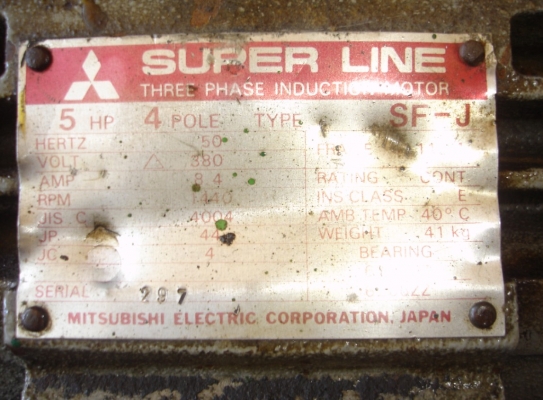 SUPER LINE
THREE PHASE INDUCTION MOTOR
5 HP 4 POLE TYPE SF-J
HERTZ 50
VOLT △ 380
AMP 8.4 RATING CONT.
RPM 1440 INS CLASS E
JIS C 4004 AMB TEMP 40°C
JP 44 WEIGHT 41 kg
JC 4 BEARING
SERIAL 297
MITSUBISHI ELECTRIC CORPORATION, JAPAN